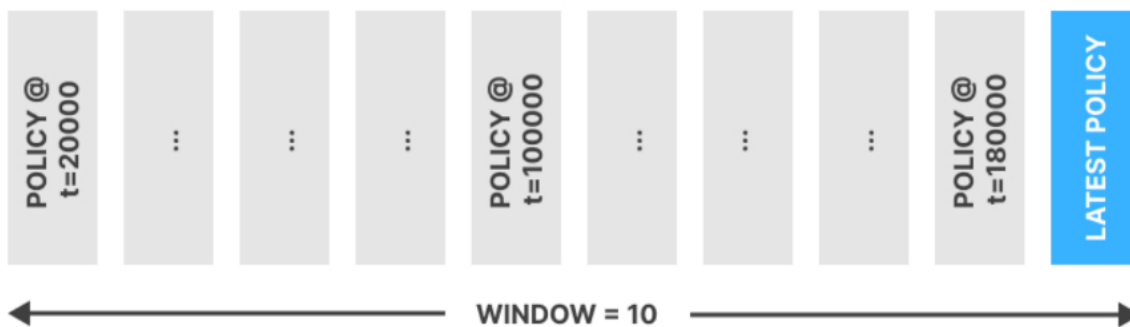 POLICY @
t=20000
...
...
...
POLICY @
t=100000
...
...
...
POLICY @
t=180000
LATEST POLICY
WINDOW = 10